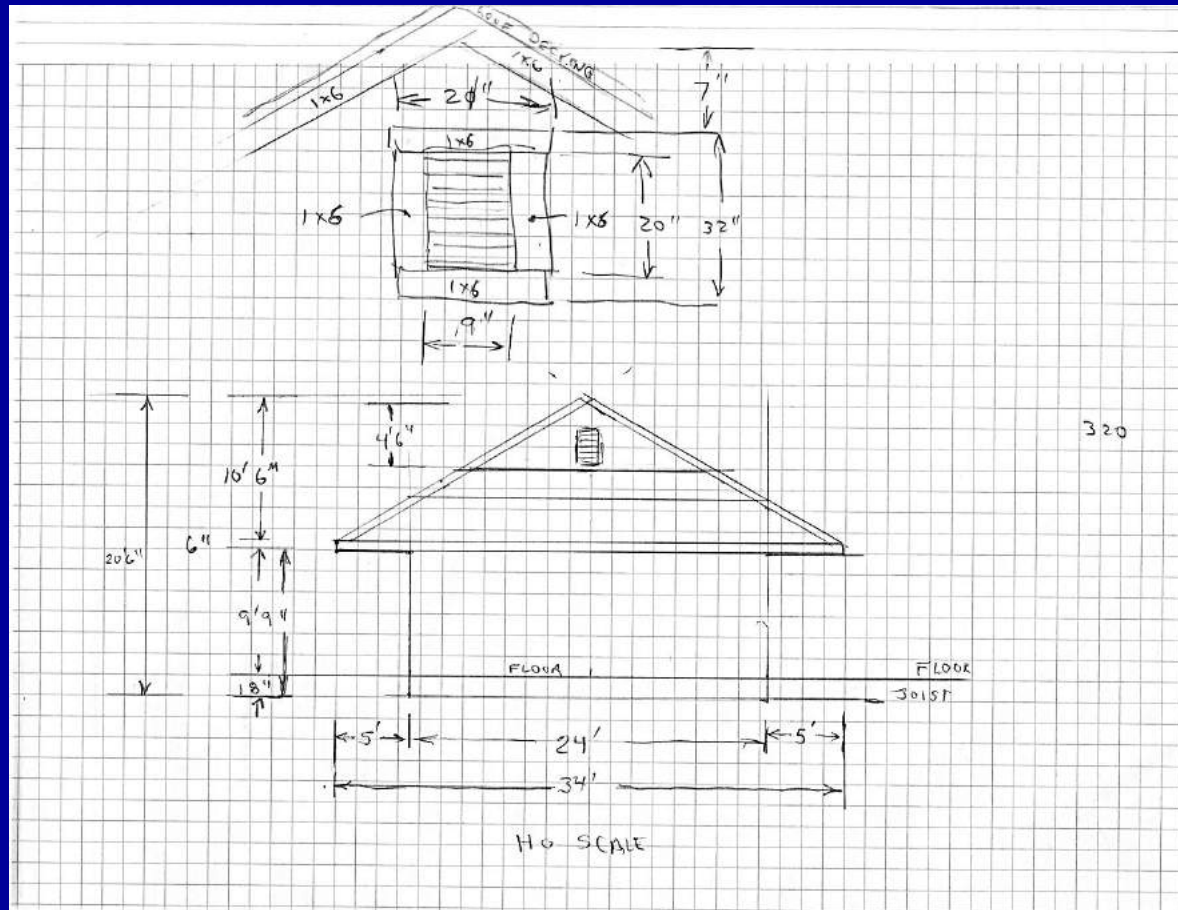 ROOF DECKING
1x6
1x6
20"
7"
1x6
1x6
1x6
20"
32"
1x6
9"
320
4'6"
10'6"
20'6"
6"
9'9"
FLOOR
FLOOR
18"
JOIST
5'
24'
5'
34'
HO SCALE